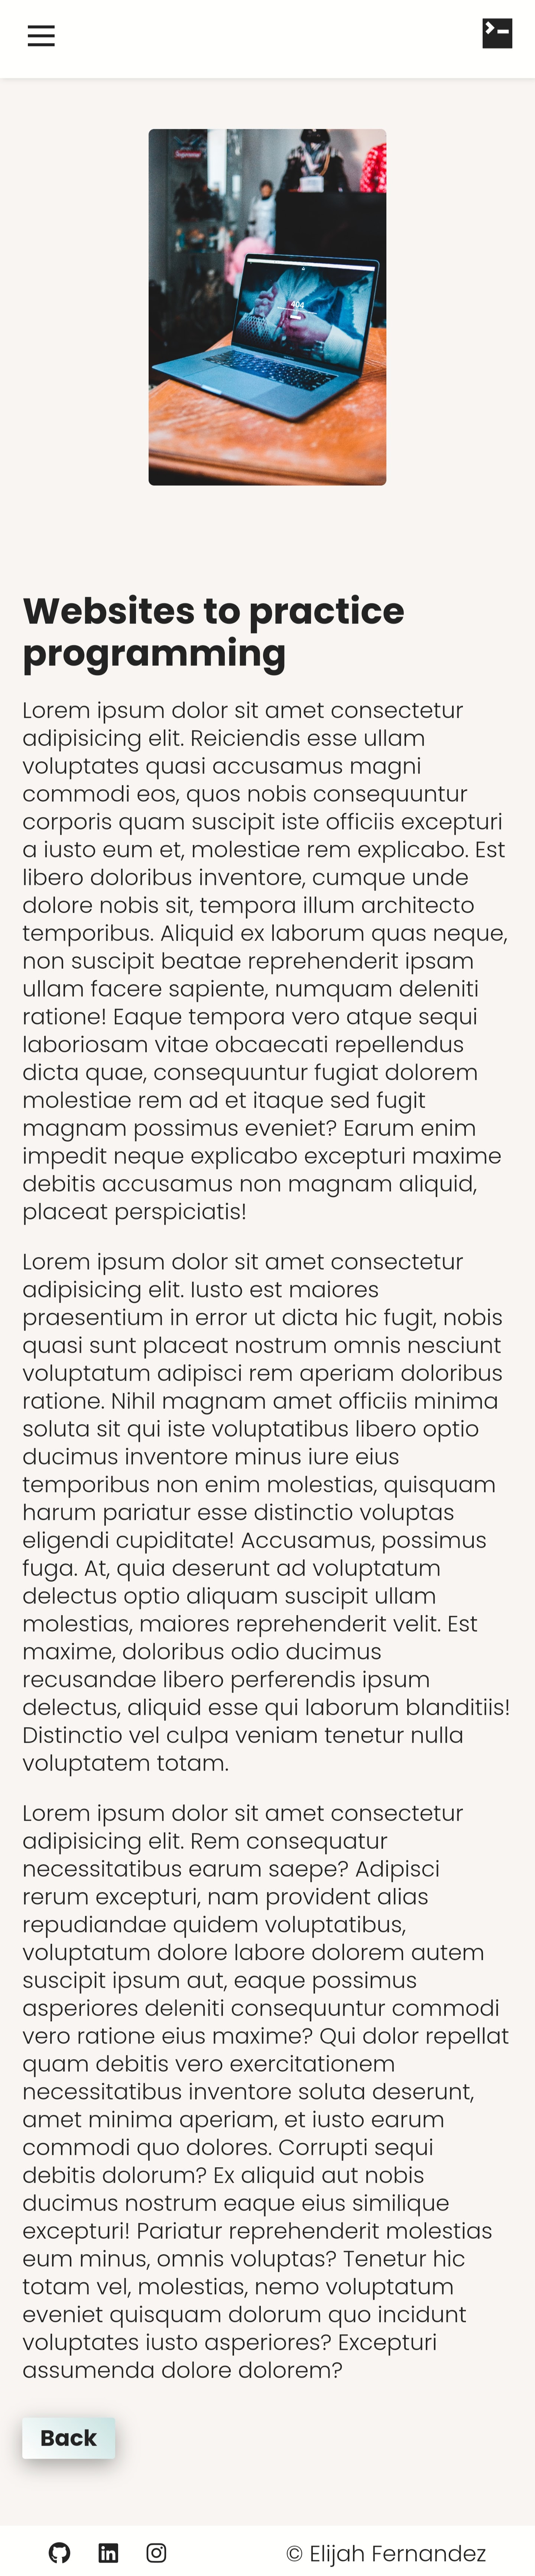 Supreme
404
Websites to practice
programming
Lorem ipsum dolor sit amet consectetur
adipisicing elit. Reiciendis esse ullam
voluptates quasi accusamus magni
commodi eos, quos nobis consequuntur
corporis quam suscipit iste officiis excepturi
a iusto eum et, molestiae rem explicabo. Est
libero doloribus inventore, cumque unde
dolore nobis sit, tempora illum architecto
temporibus. Aliquid ex laborum quas neque,
non suscipit beatae reprehenderit ipsam
ullam facere sapiente, numquam deleniti
ratione! Eaque tempora vero atque sequi
laboriosam vitae obcaecati repellendus
dicta quae, consequuntur fugiat dolorem
molestiae rem ad et itaque sed fugit
magnam possimus eveniet? Earum enim
impedit neque explicabo excepturi maxime
debitis accusamus non magnam aliquid,
placeat perspiciatis!
Lorem ipsum dolor sit amet consectetur
adipisicing elit. Iusto est maiores
praesentium in error ut dicta hic fugit, nobis
quasi sunt placeat nostrum omnis nesciunt
voluptatum adipisci rem aperiam doloribus
ratione. Nihil magnam amet officiis minima
soluta sit qui iste voluptatibus libero optio
ducimus inventore minus iure eius
temporibus non enim molestias, quisquam
harum pariatur esse distinctio voluptas
eligendi cupiditate! Accusamus, possimus
fuga. At, quia deserunt ad voluptatum
delectus optio aliquam suscipit ullam
molestias, maiores reprehenderit velit. Est
maxime, doloribus odio ducimus
recusandae libero perferendis ipsum
delectus, aliquid esse qui laborum blanditiis!
Distinctio vel culpa veniam tenetur nulla
voluptatem totam.
Lorem ipsum dolor sit amet consectetur
adipisicing elit. Rem consequatur
necessitatibus earum saepe? Adipisci
rerum excepturi, nam provident alias
repudiandae quidem voluptatibus,
voluptatum dolore labore dolorem autem
suscipit ipsum aut, eaque possimus
asperiores deleniti consequuntur commodi
vero ratione eius maxime? Qui dolor repellat
quam debitis vero exercitationem
necessitatibus inventore soluta deserunt,
amet minima aperiam, et iusto earum
commodi quo dolores. Corrupti sequi
debitis dolorum? Ex aliquid aut nobis
ducimus nostrum eaque eius similique
excepturi! Pariatur reprehenderit molestias
eum minus, omnis voluptas? Tenetur hic
totam vel, molestias, nemo voluptatum
eveniet quisquam dolorum quo incidunt
voluptates iusto asperiores? Excepturi
assumenda dolore dolorem?
Back
© Elijah Fernandez